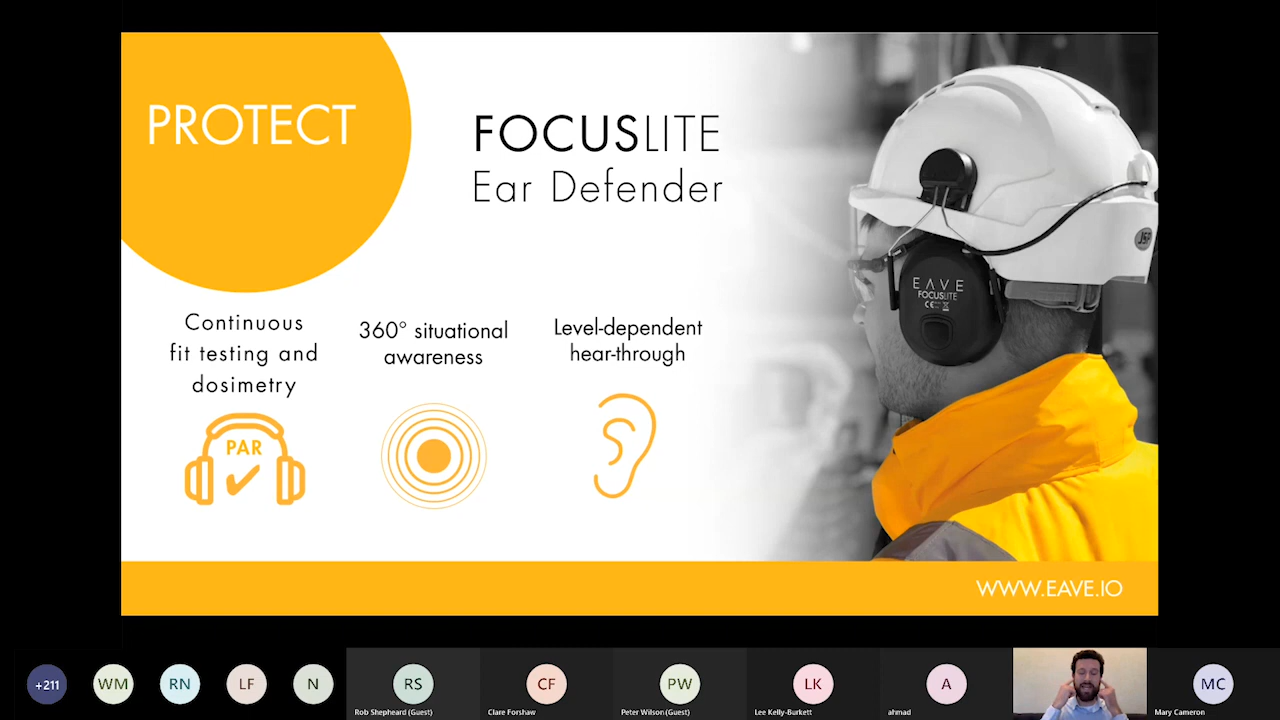 PROTECT
FOCUSLITE
Ear Defender
Continuous
fit testing and
dosimetry
360° situational
awareness
Level-dependent
hear-through
PAR
EAVE
FOCUSLITE
CE
JSP
WWW.EAVE.IO
+211
WM
RN
LF
N
RS
Rob Shepheard (Guest)
CF
Clare Forshaw
PW
Peter Wilson (Guest)
LK
Lee Kelly-Burkett
A
ahmad
MC
Mary Cameron